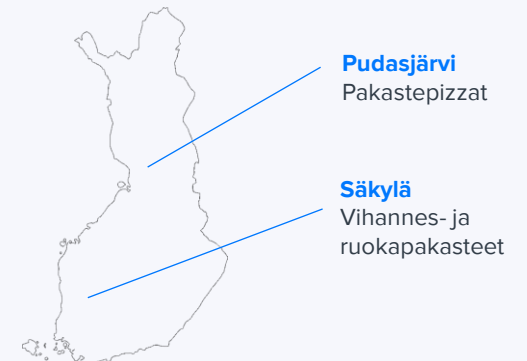 Pudasjärvi
Pakastepizzat
Säkylä
Vihannes- ja
ruokapakasteet